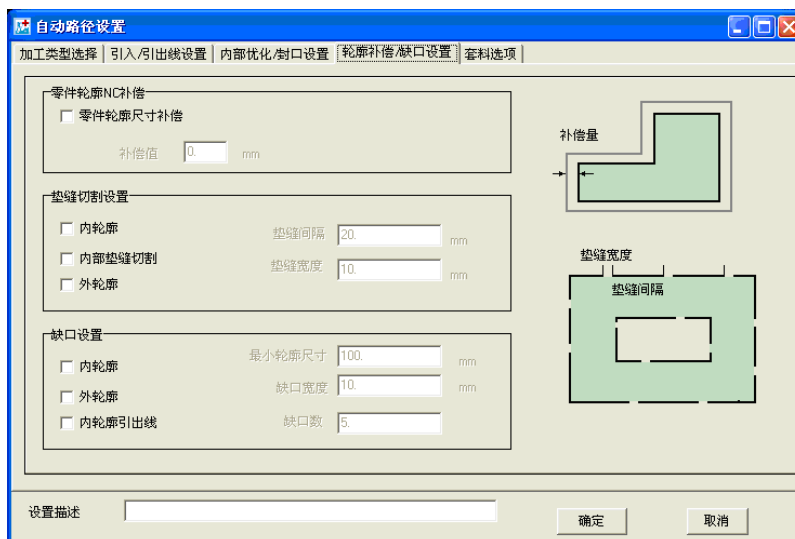 自动路径设置
加工类型选择 引入/引出线设置 内部优化/封口设置 轮廓补偿/缺口设置 套料选项
零件轮廓NC补偿
零件轮廓尺寸补偿
补偿值 0. mm
补偿量
垫缝切割设置
内轮廓 垫缝间隔 20. mm
内部垫缝切割 垫缝宽度 10. mm
外轮廓
垫缝宽度
垫缝间隔
缺口设置
内轮廓 最小轮廓尺寸 100. mm
外轮廓 缺口宽度 10. mm
内轮廓引出线 缺口数 5.
设置描述 确定 取消